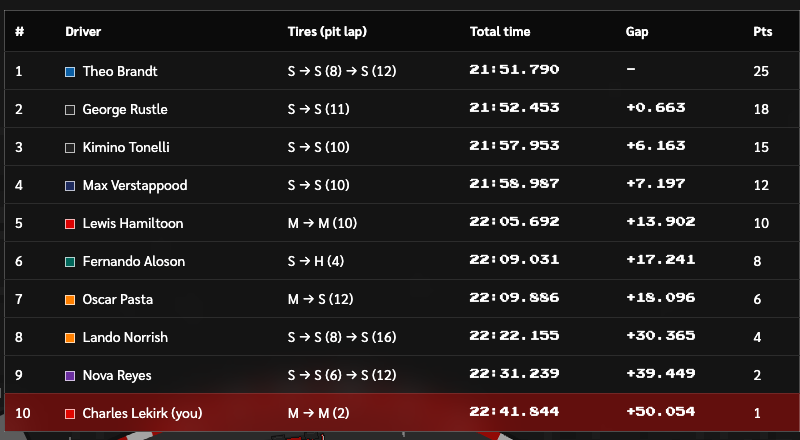 # Driver Tires (pit lap) Total time Gap Pts
1 Theo Brandt S → S (8) → S (12) 21:51.790 – 25
2 George Rustle S → S (11) 21:52.453 +0.663 18
3 Kimino Tonelli S → S (10) 21:57.953 +6.163 15
4 Max Verstappood S → S (10) 21:58.987 +7.197 12
5 Lewis Hamiltoon M → M (10) 22:05.692 +13.902 10
6 Fernando Aloson S → H (4) 22:09.031 +17.241 8
7 Oscar Pasta M → S (12) 22:09.886 +18.096 6
8 Lando Norrish S → S (8) → S (16) 22:22.155 +30.365 4
9 Nova Reyes S → S (6) → S (12) 22:31.239 +39.449 2
10 Charles Lekirk (you) M → M (2) 22:41.844 +50.054 1